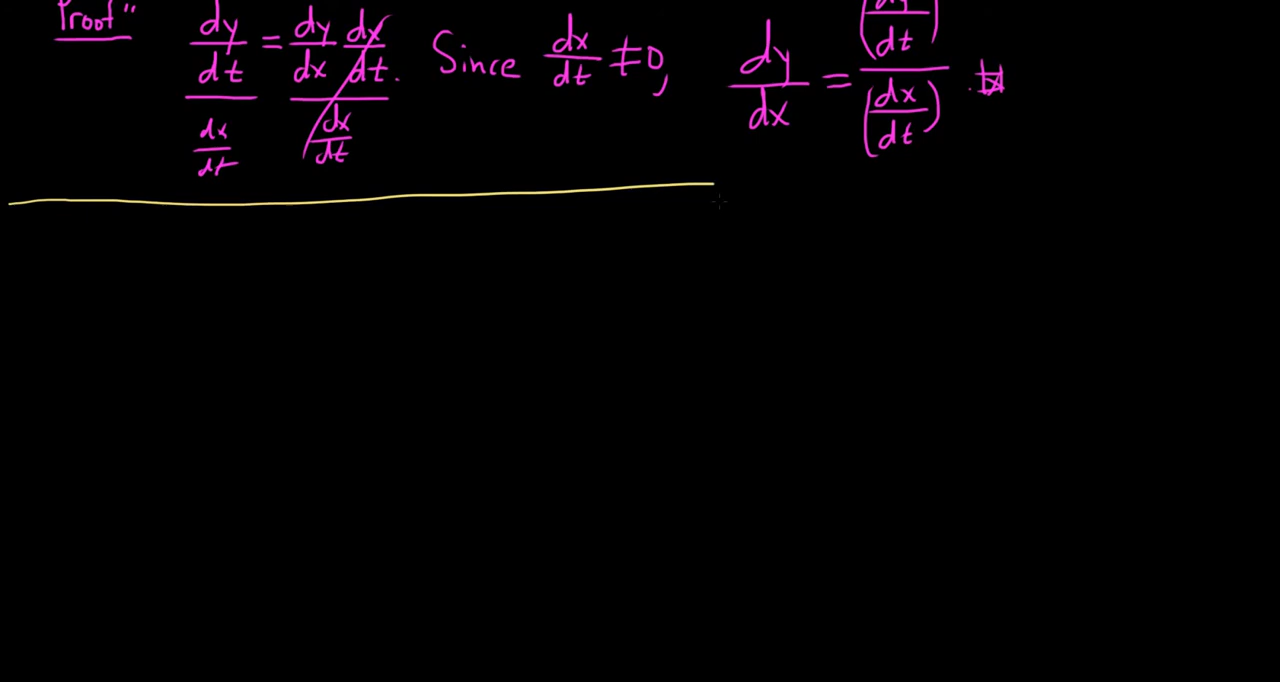 Proof" dy/dt = dy/dx dx/dt. Since dx/dt ≠ 0, dy/dx = (dy/dt)/(dx/dt).
dx/dt dx/dt